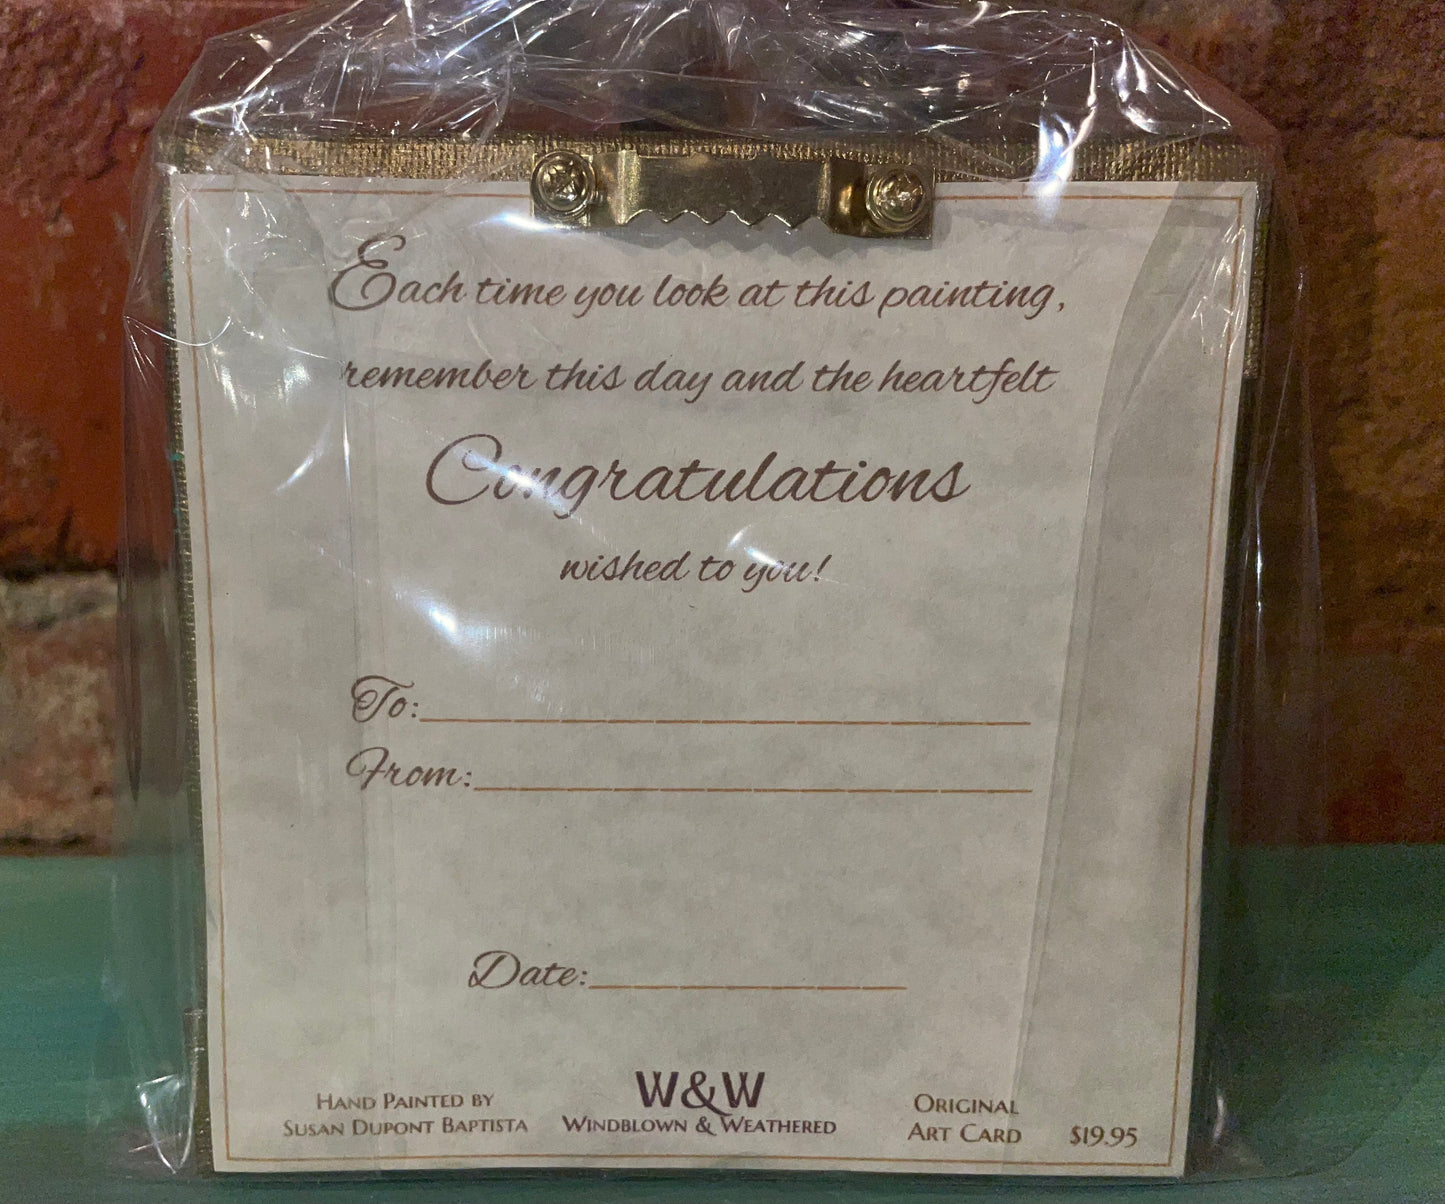 Each time you look at this painting,
remember this day and the heartfelt
Congratulations
wished to you!
To:
From:
Date:
Hand Painted by
Susan Dupont Baptista
W&W
Windblown & Weathered
Original
Art Card
$19.95